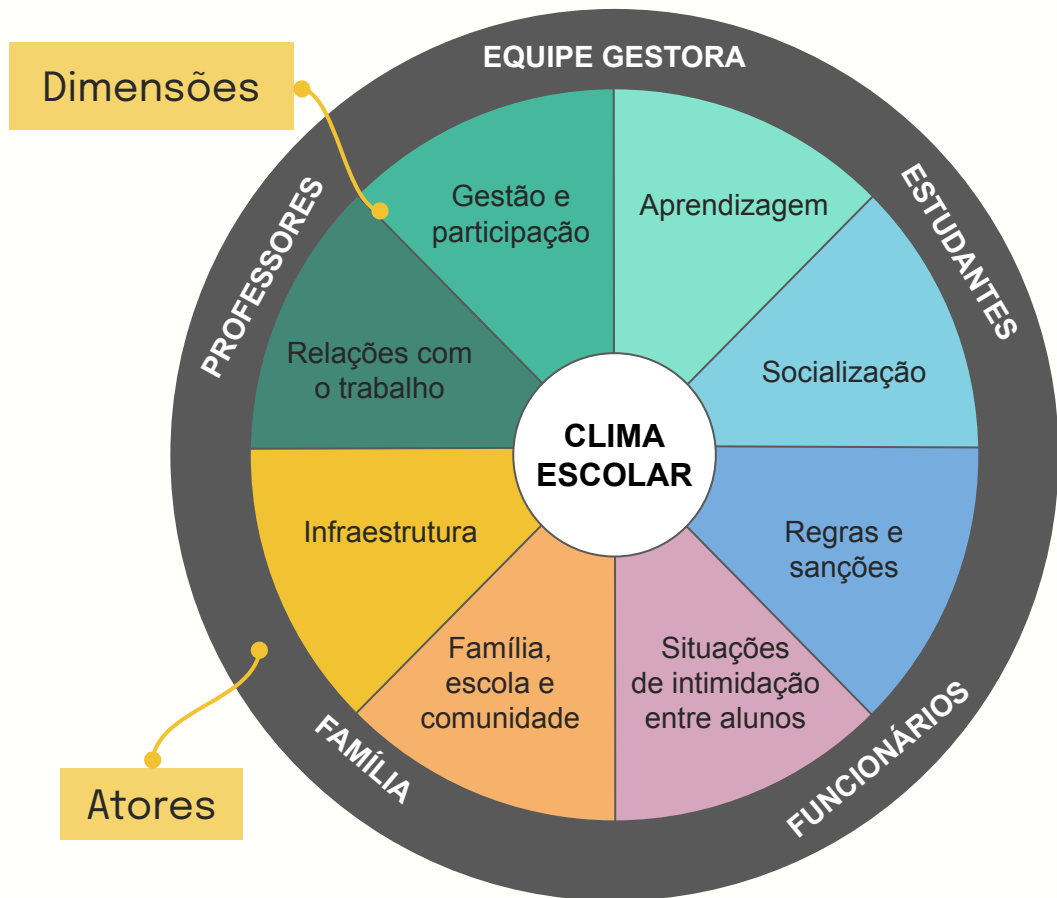 Dimensões
EQUIPE GESTORA
ESTUDANTES
FUNCIONÁRIOS
FAMÍLIA
PROFESSORES
Gestão e
participação
Aprendizagem
Socialização
Regras e
sanções
Situações
de intimidação
entre alunos
Família,
escola e
comunidade
Infraestrutura
Relações com
o trabalho
CLIMA
ESCOLAR
Atores